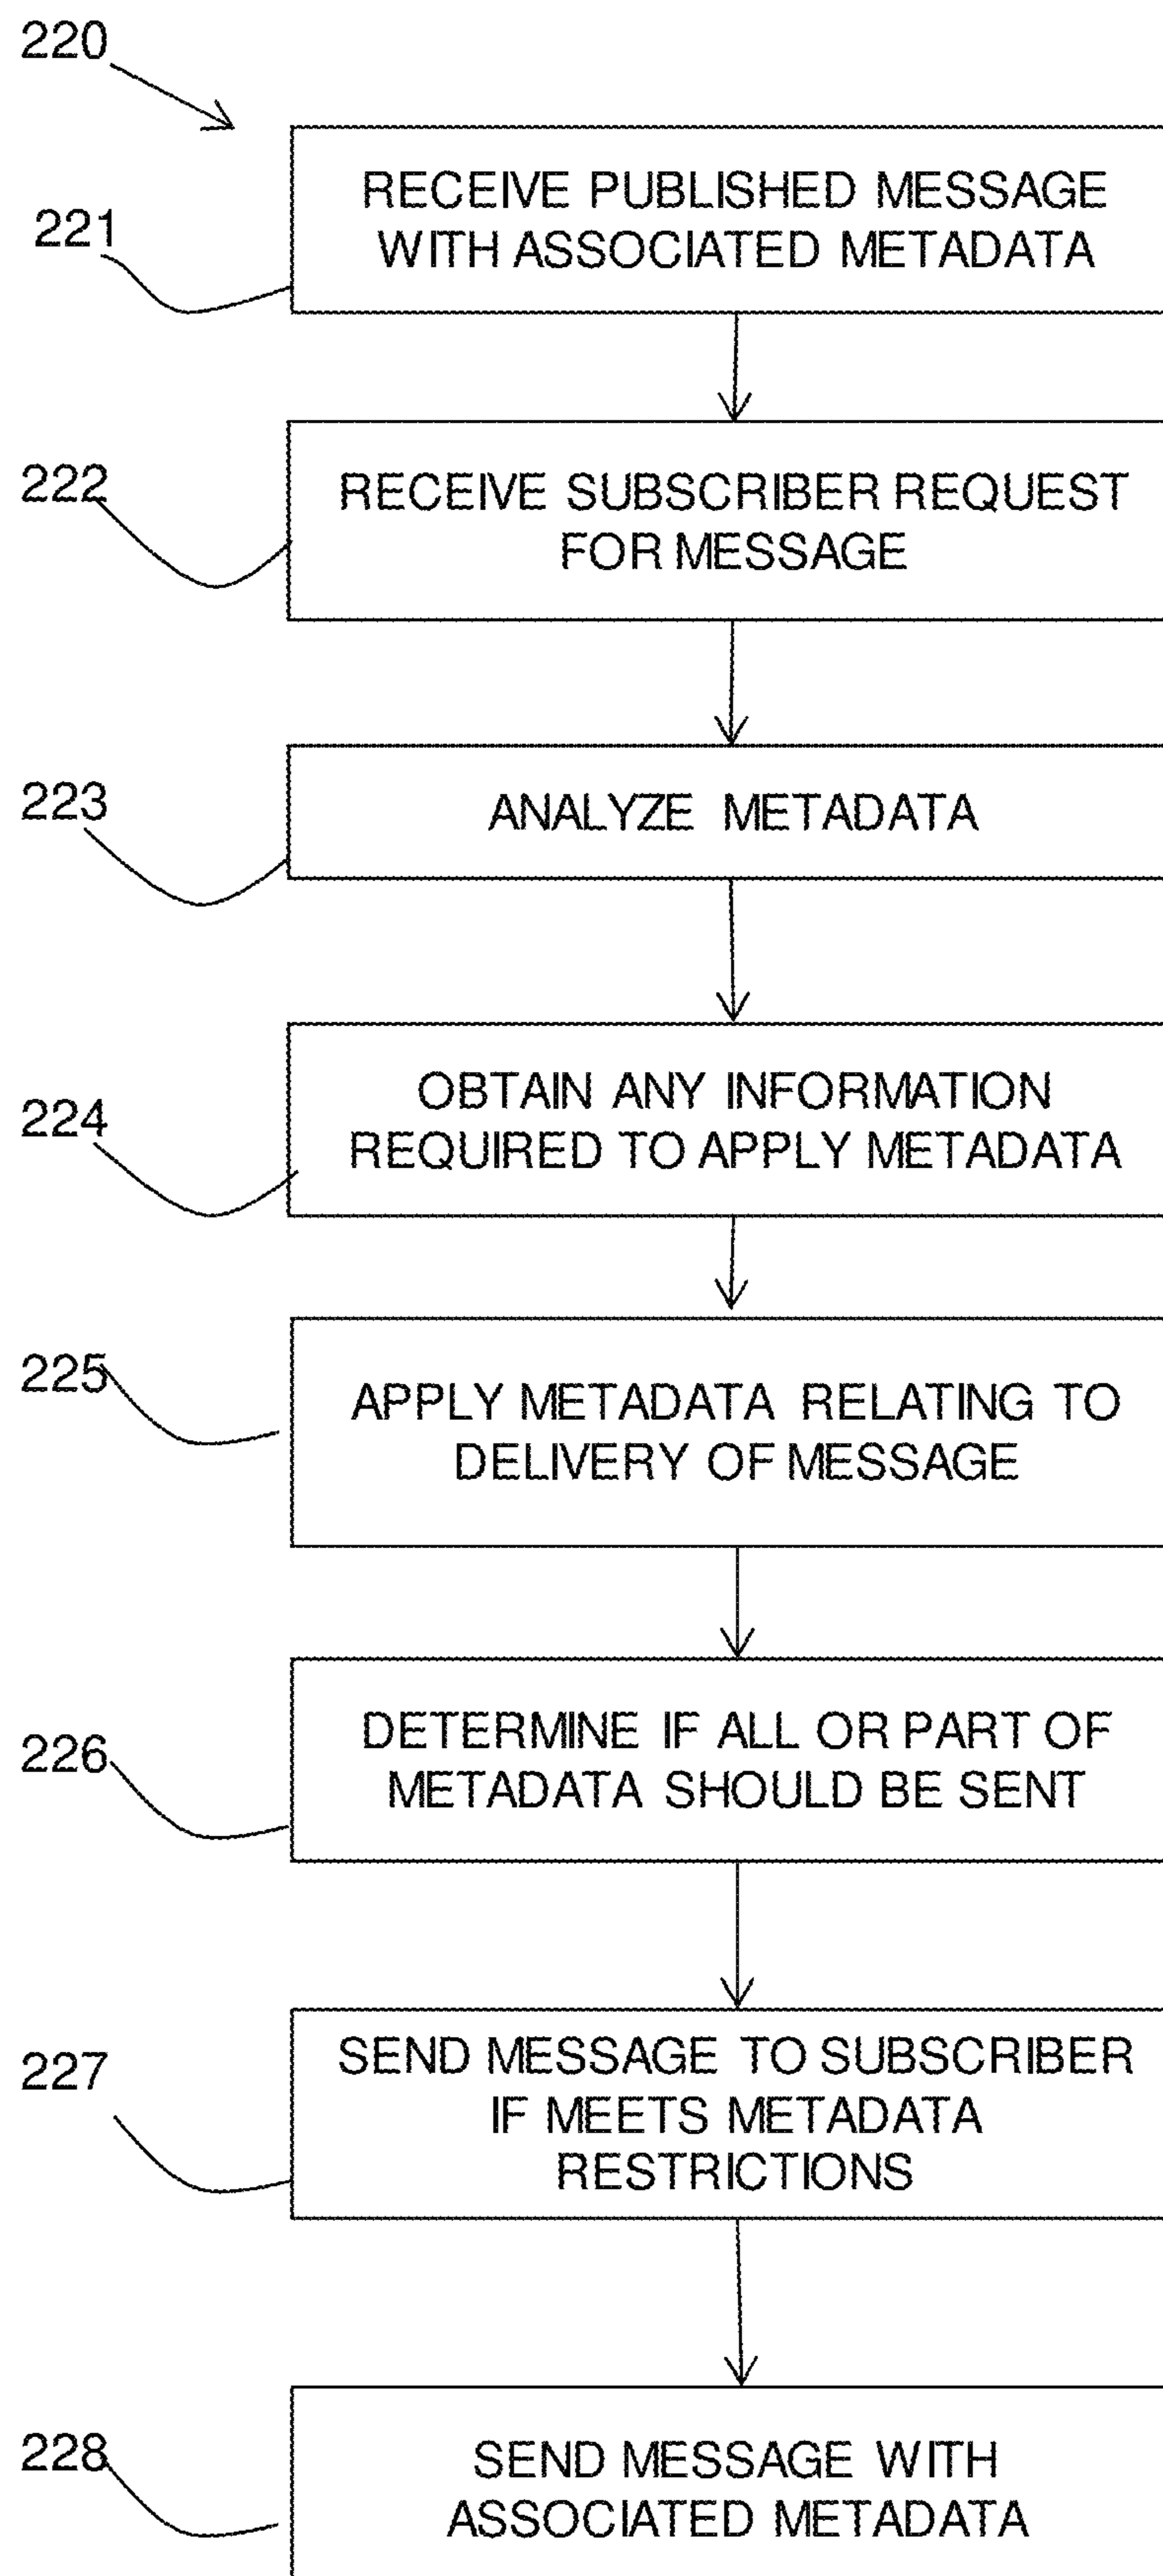 220
221
RECEIVE PUBLISHED MESSAGE
WITH ASSOCIATED METADATA
222
RECEIVE SUBSCRIBER REQUEST
FOR MESSAGE
223
ANALYZE METADATA
224
OBTAIN ANY INFORMATION
REQUIRED TO APPLY METADATA
225
APPLY METADATA RELATING TO
DELIVERY OF MESSAGE
226
DETERMINE IF ALL OR PART OF
METADATA SHOULD BE SENT
227
SEND MESSAGE TO SUBSCRIBER
IF MEETS METADATA
RESTRICTIONS
228
SEND MESSAGE WITH
ASSOCIATED METADATA